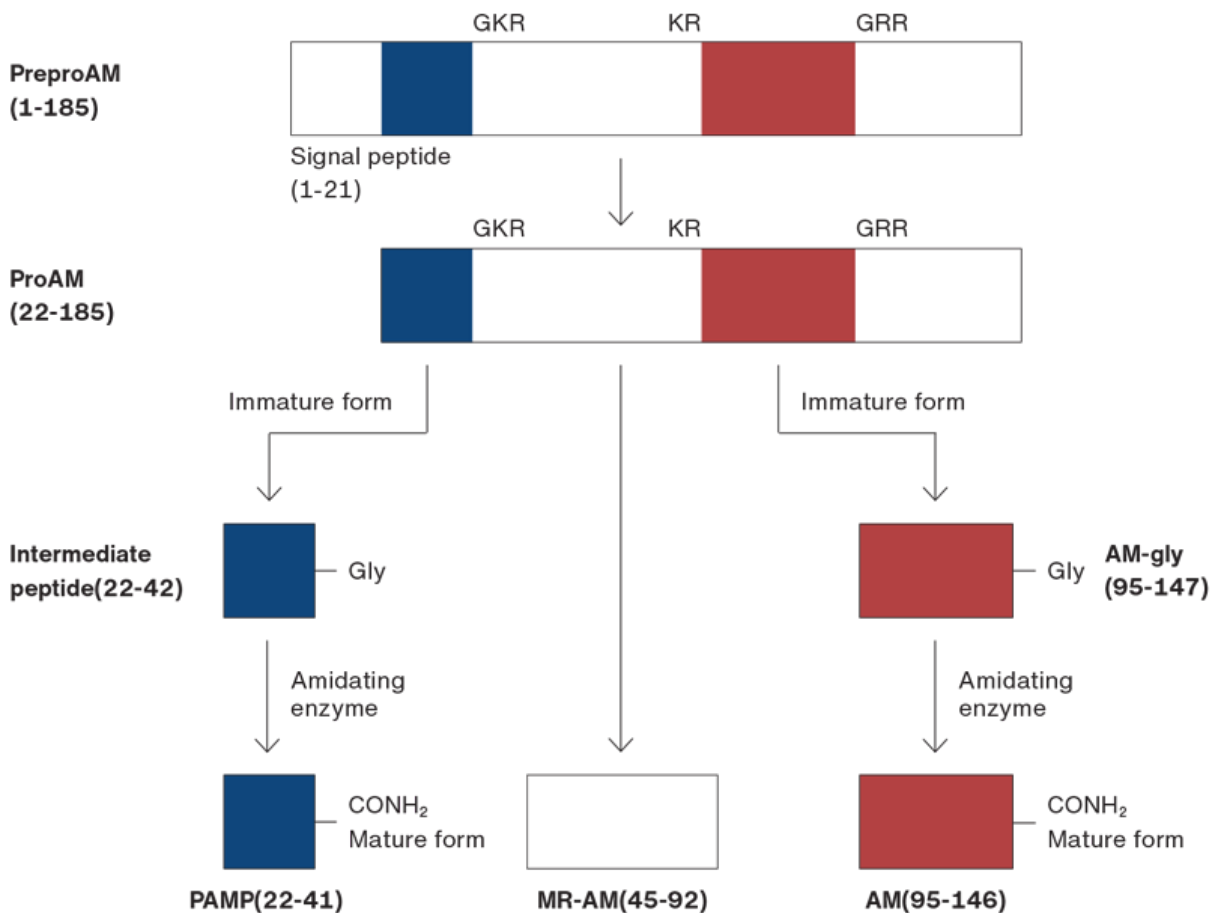 GKR KR GRR
PreproAM
(1-185)
Signal peptide
(1-21)
GKR KR GRR
ProAM
(22-185)
Immature form
Immature form
Intermediate
peptide(22-42)
Gly
Gly
AM-gly
(95-147)
Amidating
enzyme
Amidating
enzyme
CONH₂
Mature form
CONH₂
Mature form
PAMP(22-41)
MR-AM(45-92)
AM(95-146)